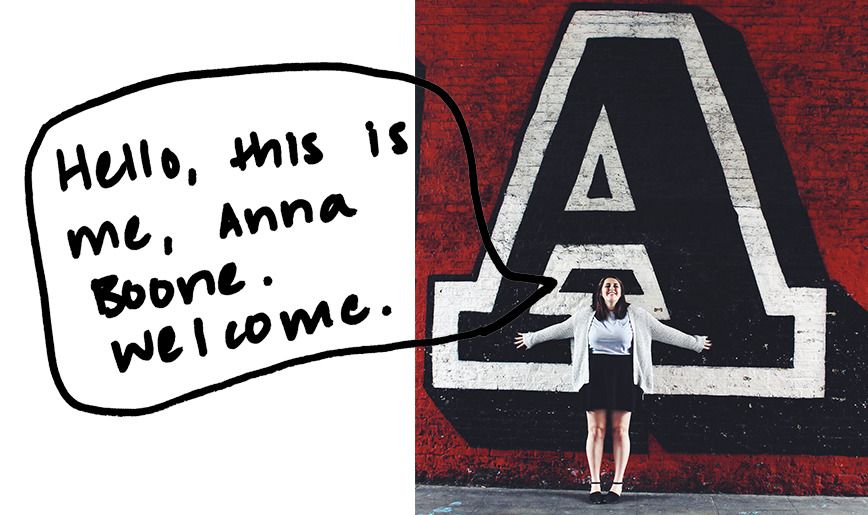 Hello, this is
me, Anna
Boone.
Welcome.
A